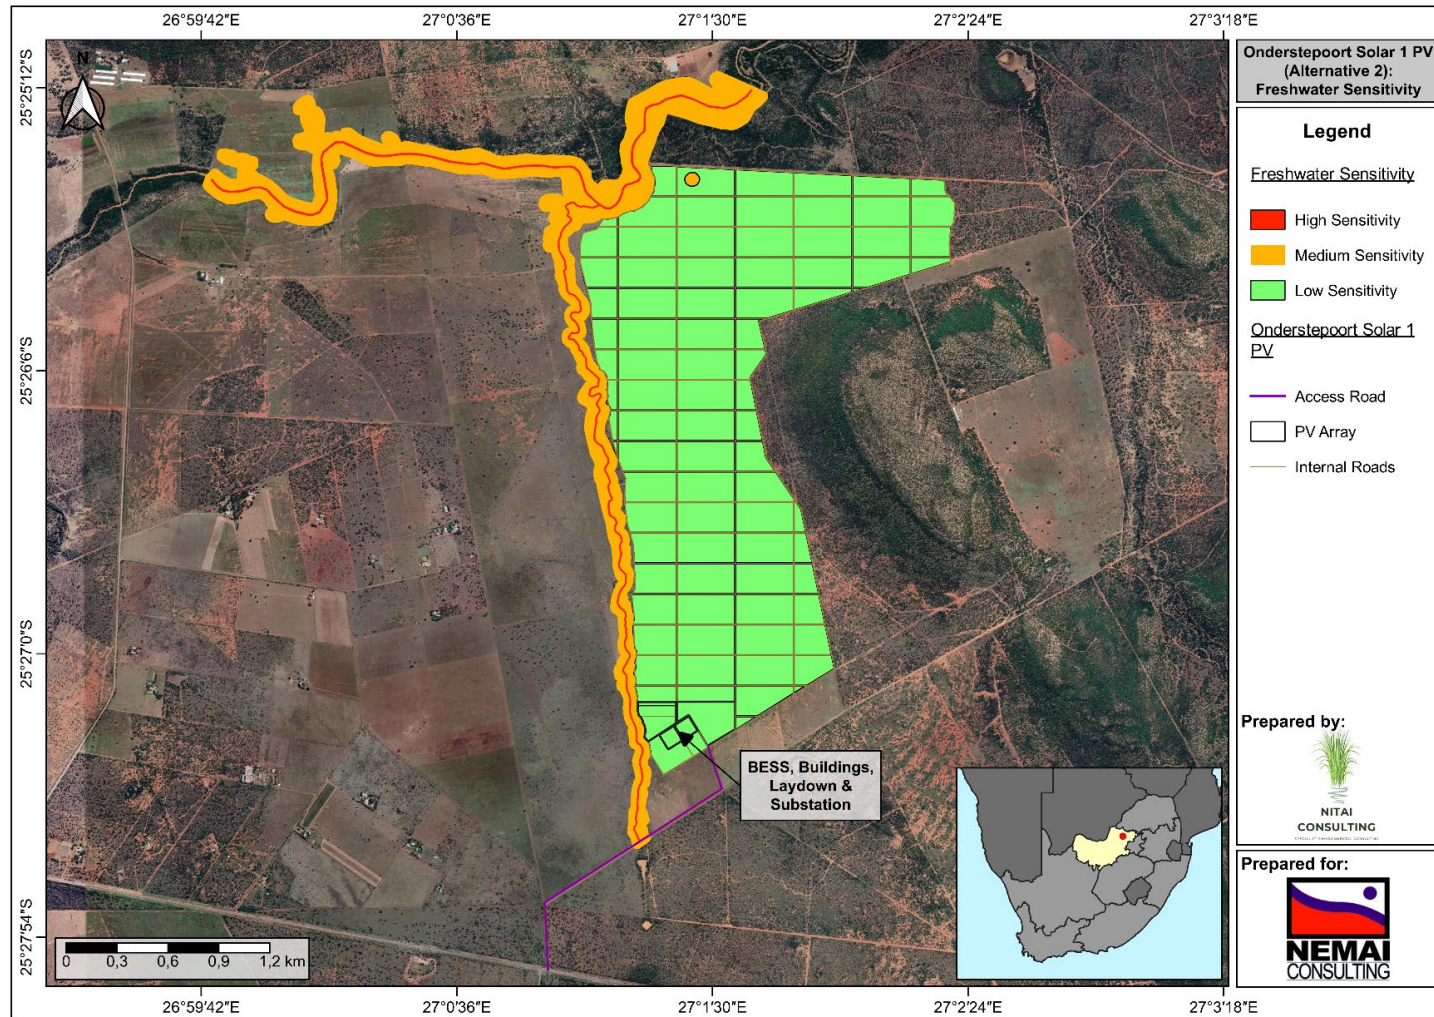 26°59'42"E
27°0'36"E
27°1'30"E
27°2'24"E
27°3'18"E
25°25'12"S
25°26'6"S
25°27'0"S
25°27'54"S
N
BESS, Buildings,
Laydown &
Substation
0 0,3 0,6 0,9 1,2 km
26°59'42"E
27°0'36"E
27°1'30"E
27°2'24"E
27°3'18"E
Onderstepoort Solar 1 PV
(Alternative 2):
Freshwater Sensitivity
Legend
Freshwater Sensitivity
High Sensitivity
Medium Sensitivity
Low Sensitivity
Onderstepoort Solar 1
PV
Access Road
PV Array
Internal Roads
Prepared by:
NITAI
CONSULTING
Prepared for:
NEMAI
CONSULTING